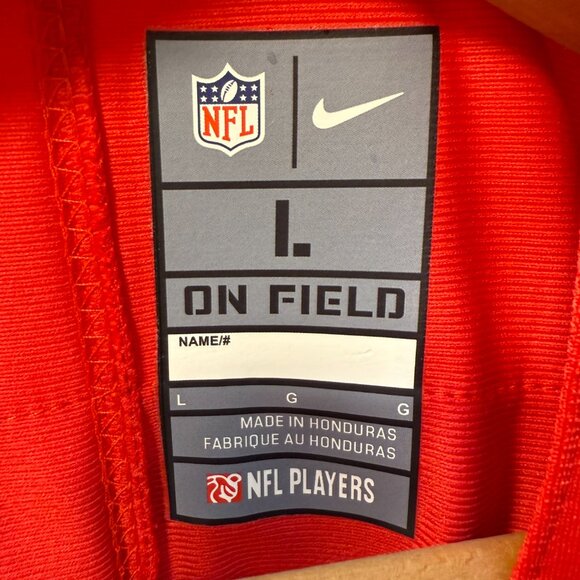 NFL
L
ON FIELD
NAME/#
L G G
MADE IN HONDURAS
FABRIQUE AU HONDURAS
NFL PLAYERS